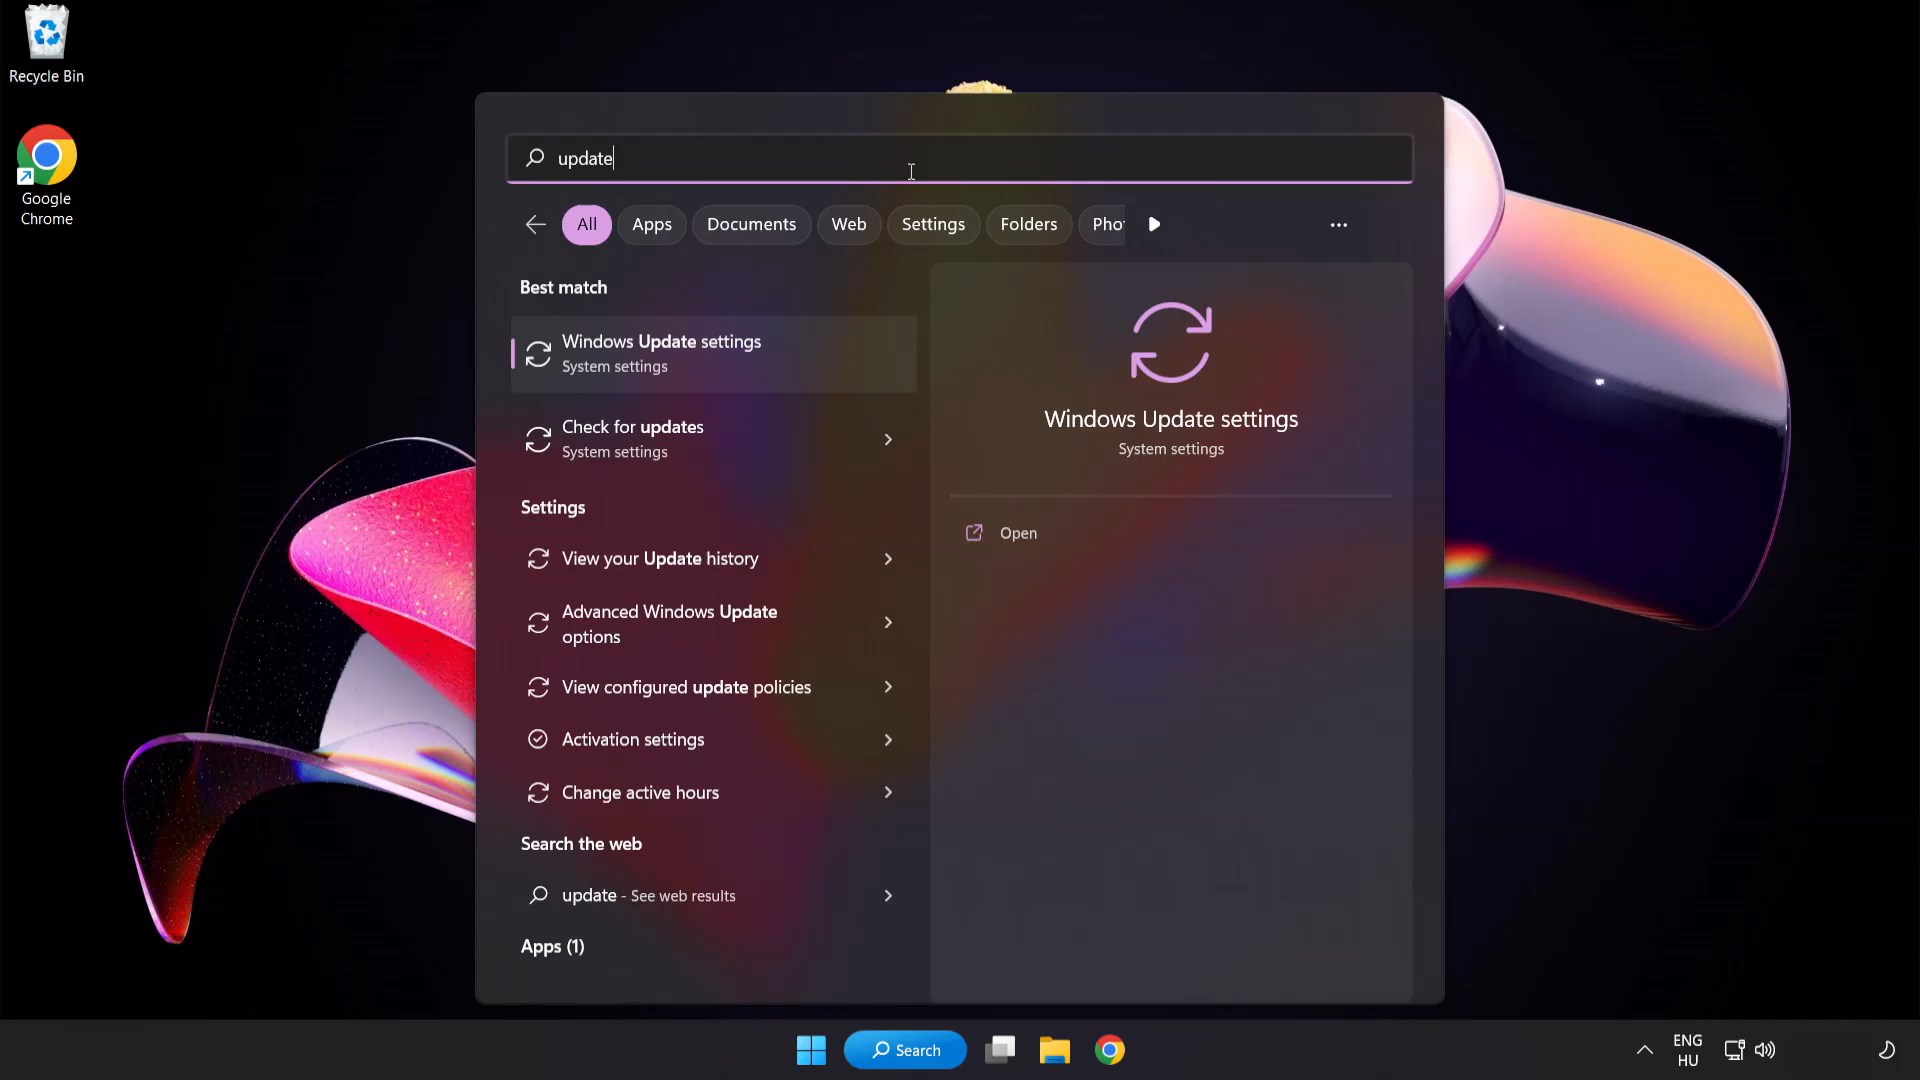 Recycle Bin
Google
Chrome
update
All
Apps
Documents
Web
Settings
Folders
Pho
Best match
Windows Update settings
System settings
Check for updates
System settings
Settings
View your Update history
Advanced Windows Update
options
View configured update policies
Activation settings
Change active hours
Search the web
update - See web results
Apps (1)
Windows Update settings
System settings
Open
Search
ENG
HU